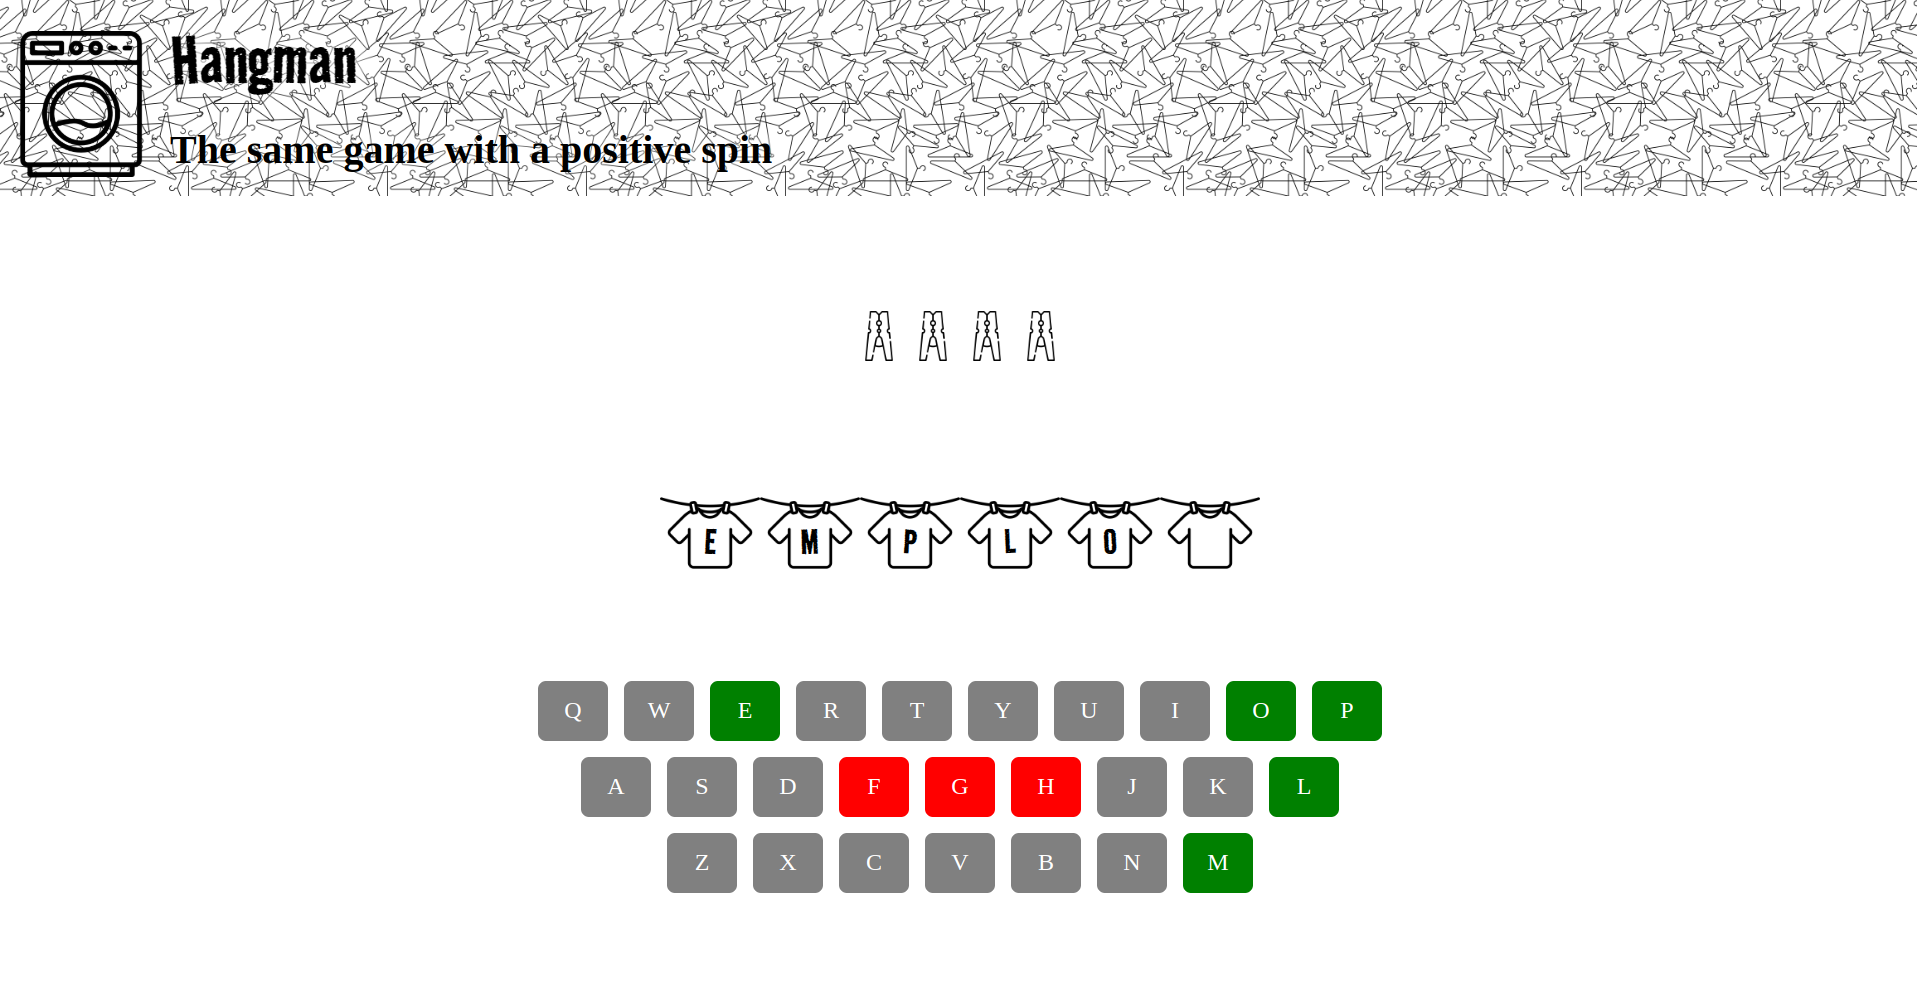 Hangman
The same game with a positive spin
E M P L O
Q W E R T Y U I O P
A S D F G H J K L
Z X C V B N M